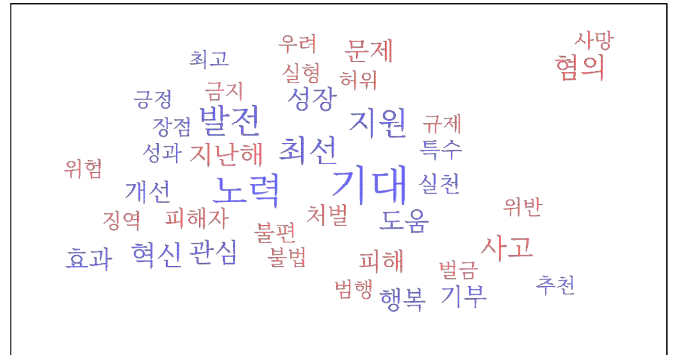 사망
우려
문제
최고
혐의
실형
허위
금지
긍정
성장
발전
지원
장점
규제
최선
특수
성과
지난해
위험
기대
실천
노력
개선
위반
처벌
징역
피해자
도움
불편
혁신
관심
사고
효과
불법
피해
벌금
추천
범행
행복
기부